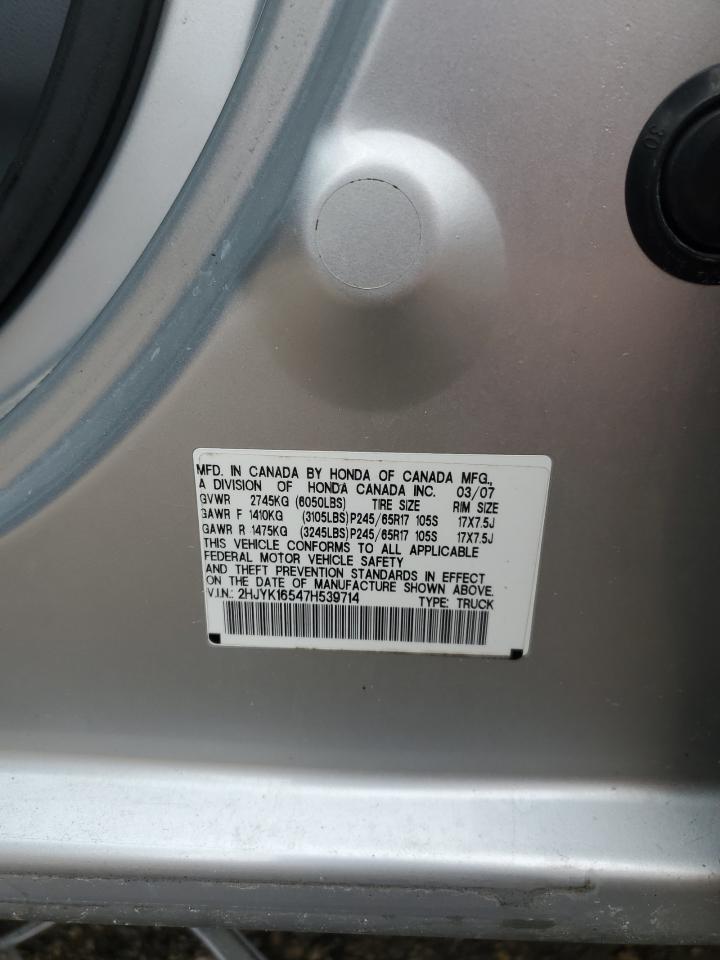 30
MFD. IN CANADA BY HONDA OF CANADA MFG.,
A DIVISION OF HONDA CANADA INC. 03/07
GVWR 2745KG (6050LBS) TIRE SIZE RIM SIZE
GAWR F 1410KG (3105LBS)P245/65R17 105S 17X7.5J
GAWR R 1475KG (3245LBS)P245/65R17 105S 17X7.5J
THIS VEHICLE CONFORMS TO ALL APPLICABLE
FEDERAL MOTOR VEHICLE SAFETY
AND THEFT PREVENTION STANDARDS IN EFFECT
ON THE DATE OF MANUFACTURE SHOWN ABOVE.
V.I.N.: 2HJYK16547H539714 TYPE: TRUCK